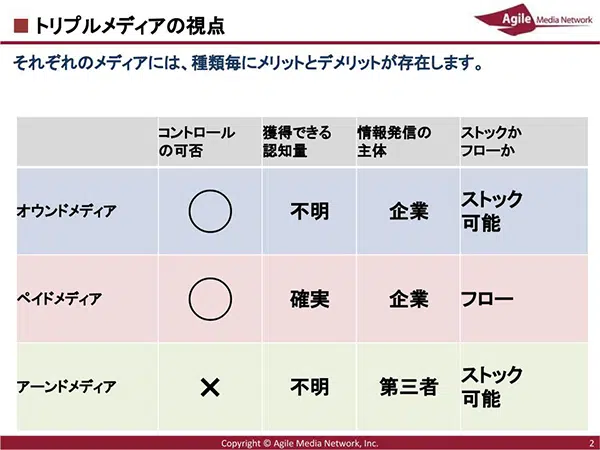 ■ トリプルメディアの視点
Agile Media Network
それぞれのメディアには、種類毎にメリットとデメリットが存在します。
コントロール
の可否
獲得できる
認知量
情報発信の
主体
ストックか
フローか
オウンドメディア
◯
不明
企業
ストック
可能
ペイドメディア
◯
確実
企業
フロー
アーンドメディア
×
不明
第三者
ストック
可能
Copyright © Agile Media Network, Inc.
2